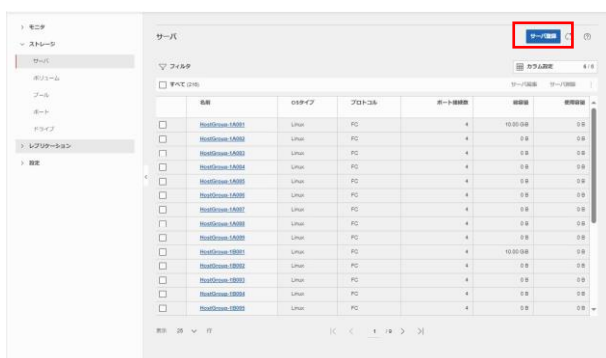 モニタ
ストレージ
サーバ
ボリューム
プール
ポート
ドライブ
レプリケーション
設定
サーバ
サーバ登録
フィルタ
カラム設定 6 / 6
すべて (216) サーバ編集 サーバ削除
名前 OSタイプ プロトコル ポート接続数 総容量 使用容量
HostGroup-1A001 Linux FC 4 10.00 GiB 0 B
HostGroup-1A002 Linux FC 4 0 B 0 B
HostGroup-1A003 Linux FC 4 0 B 0 B
HostGroup-1A004 Linux FC 4 0 B 0 B
HostGroup-1A005 Linux FC 4 0 B 0 B
HostGroup-1A006 Linux FC 4 0 B 0 B
HostGroup-1A007 Linux FC 4 0 B 0 B
HostGroup-1A008 Linux FC 4 0 B 0 B
HostGroup-1A009 Linux FC 4 0 B 0 B
HostGroup-1B001 Linux FC 4 10.00 GiB 0 B
HostGroup-1B002 Linux FC 4 0 B 0 B
HostGroup-1B003 Linux FC 4 0 B 0 B
HostGroup-1B004 Linux FC 4 0 B 0 B
HostGroup-1B005 Linux FC 4 0 B 0 B
表示 25 行 1 / 9